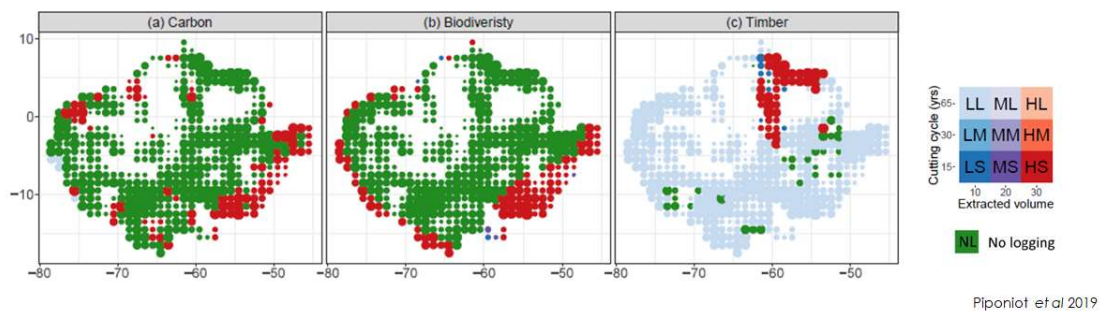 (a) Carbon
(b) Biodiveristy
(c) Timber
10
0
−10
−80
−70
−60
−50
−80
−70
−60
−50
−80
−70
−60
−50
Cutting cycle (yrs)
65-
30-
15-
LL ML HL
LM MM HM
LS MS HS
10 20 30
Extracted volume
NL No logging
Piponiot et al 2019